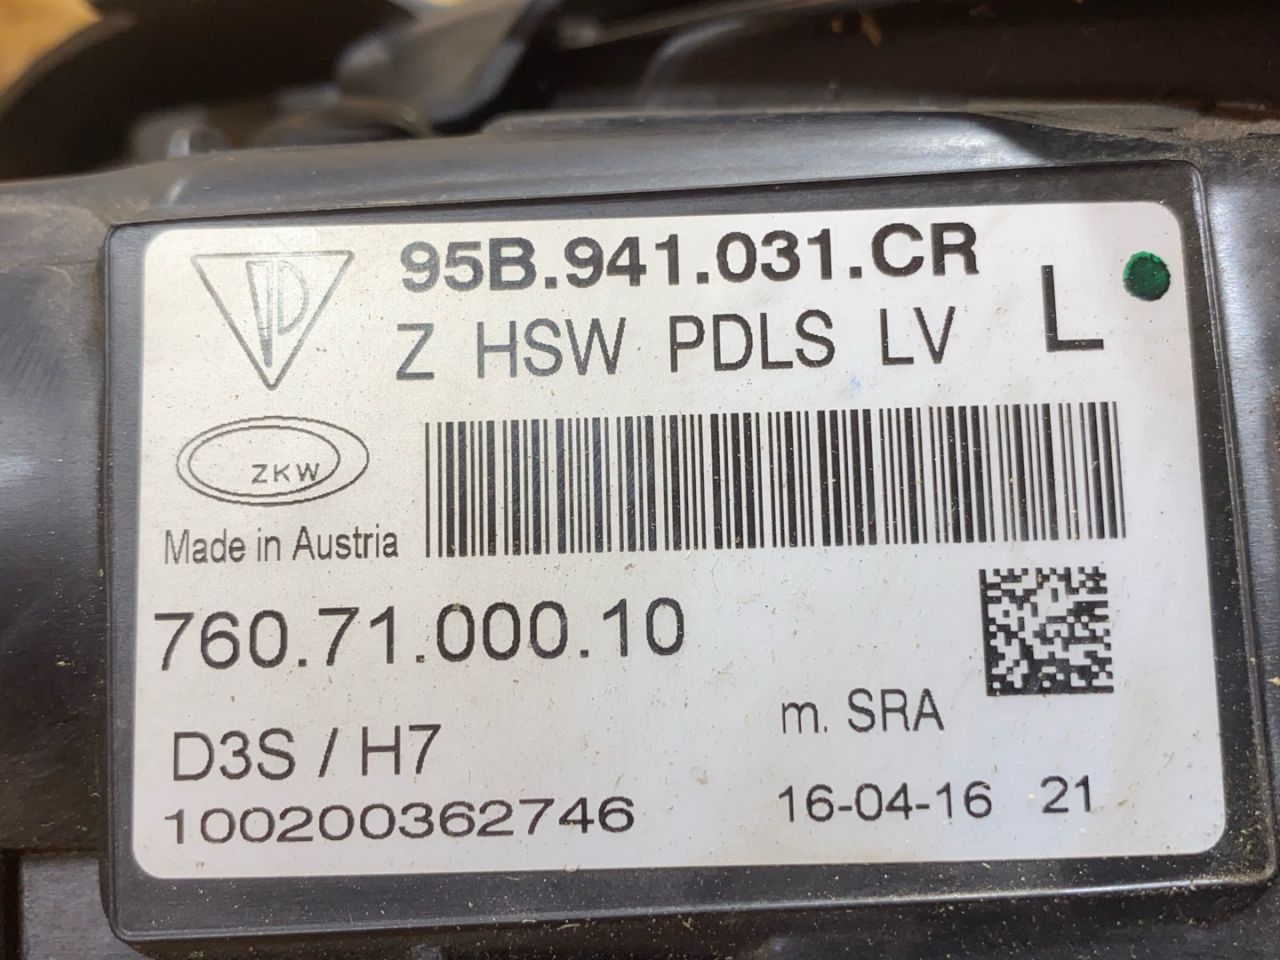 95B.941.031.CR
Z HSW PDLS LV L
ZKW
Made in Austria
760.71.000.10
m. SRA
D3S / H7
100200362746
16-04-16 21